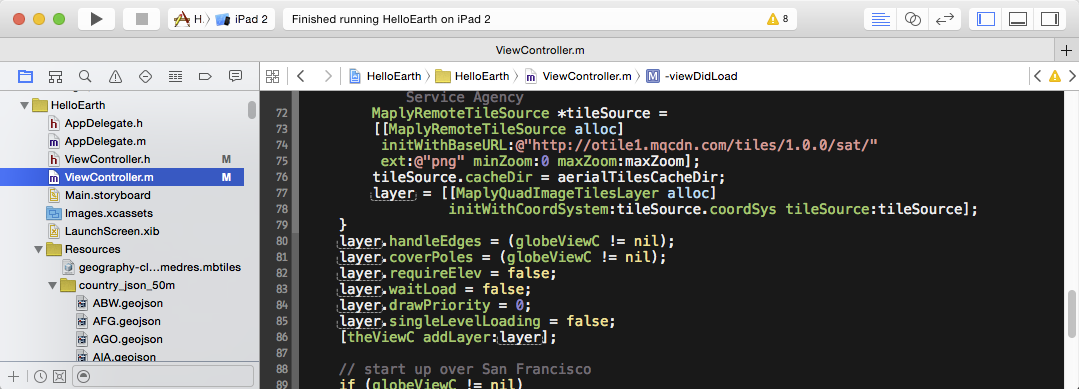 H. iPad 2
Finished running HelloEarth on iPad 2
8
ViewController.m
HelloEarth HelloEarth ViewController.m M -viewDidLoad
HelloEarth
h AppDelegate.h
m AppDelegate.m
h ViewController.h M
m ViewController.m M
Main.storyboard
Images.xcassets
LaunchScreen.xib
Resources
geography-cl...medres.mbtiles
country_json_50m
ABW.geojson
AFG.geojson
AGO.geojson
AIA.geojson
Service Agency
72 MaplyRemoteTileSource *tileSource =
73 [[MaplyRemoteTileSource alloc]
74 initWithBaseURL:@"http://otile1.mqcdn.com/tiles/1.0.0/sat/"
75 ext:@"png" minZoom:0 maxZoom:maxZoom];
76 tileSource.cacheDir = aerialTilesCacheDir;
77 layer = [[MaplyQuadImageTilesLayer alloc]
78 initWithCoordSystem:tileSource.coordSys tileSource:tileSource];
79 }
80 layer.handleEdges = (globeViewC != nil);
81 layer.coverPoles = (globeViewC != nil);
82 layer.requireElev = false;
83 layer.waitLoad = false;
84 layer.drawPriority = 0;
85 layer.singleLevelLoading = false;
86 [theViewC addLayer:layer];
87
88 // start up over San Francisco
89 if (globeViewC != nil)